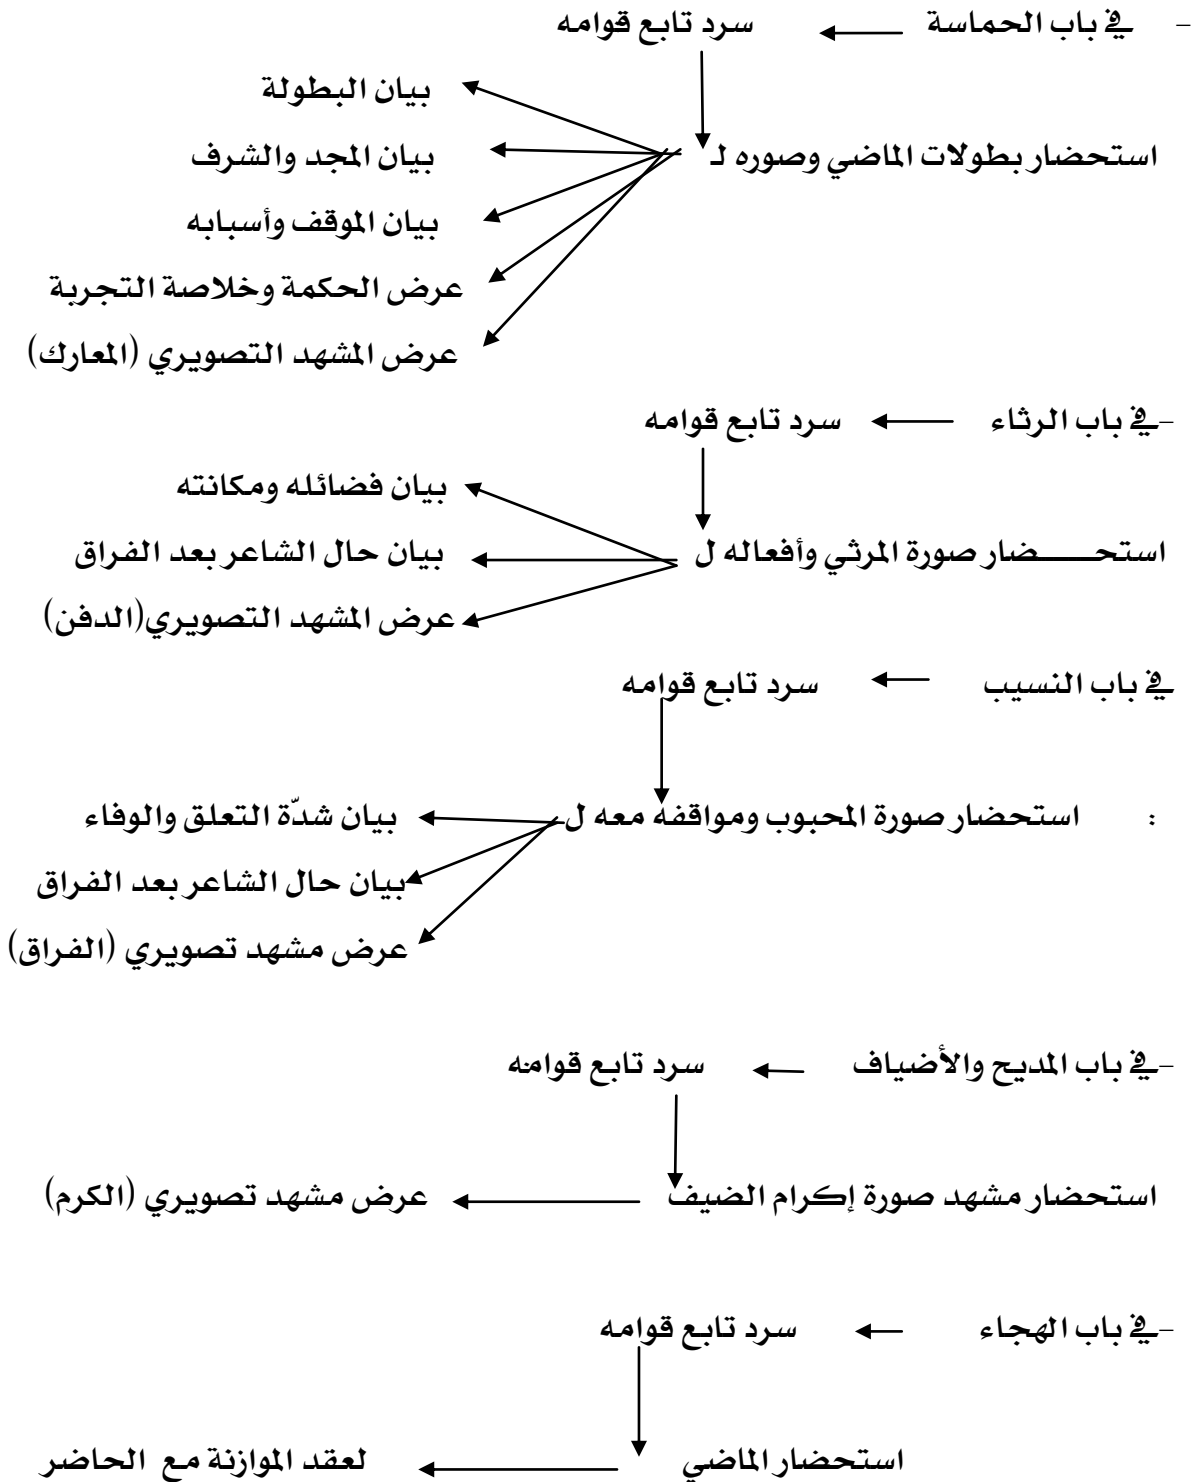 - في باب الحماسة سرد تابع قوامه
بيان البطولة
استحضار بطولات الماضي وصوره لـ بيان المجد والشرف
بيان الموقف وأسبابه
عرض الحكمة وخلاصة التجربة
عرض المشهد التصويري (المعارك)
-في باب الرثاء سرد تابع قوامه
بيان فضائله ومكانته
استحـــــضار صورة المرثي وأفعاله ل بيان حال الشاعر بعد الفراق
عرض المشهد التصويري(الدفن)
في باب النسيب سرد تابع قوامه
: استحضار صورة المحبوب ومواقفه معه ل بيان شدّة التعلق والوفاء
بيان حال الشاعر بعد الفراق
عرض مشهد تصويري (الفراق)
-في باب المديح والأضياف سرد تابع قوامه
استحضار مشهد صورة إكرام الضيف عرض مشهد تصويري (الكرم)
-في باب الهجاء سرد تابع قوامه
استحضار الماضي لعقد الموازنة مع الحاضر